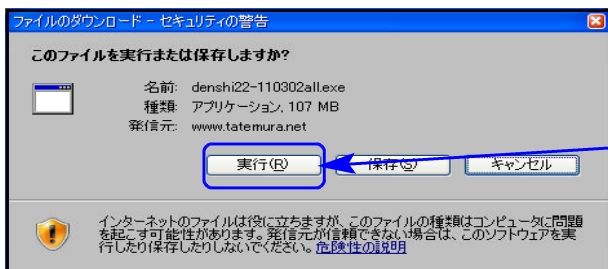 ファイルのダウンロード - セキュリティの警告
このファイルを実行または保存しますか?
名前: denshi22-110302all.exe
種類: アプリケーション, 107 MB
発信元: www.tatemura.net
実行(R) 保存(S) キャンセル
インターネットのファイルは役に立ちますが、このファイルの種類はコンピュータに問題
を起こす可能性があります。発信元が信頼できない場合は、このソフトウェアを実
行したり保存したりしないでください。危険性の説明